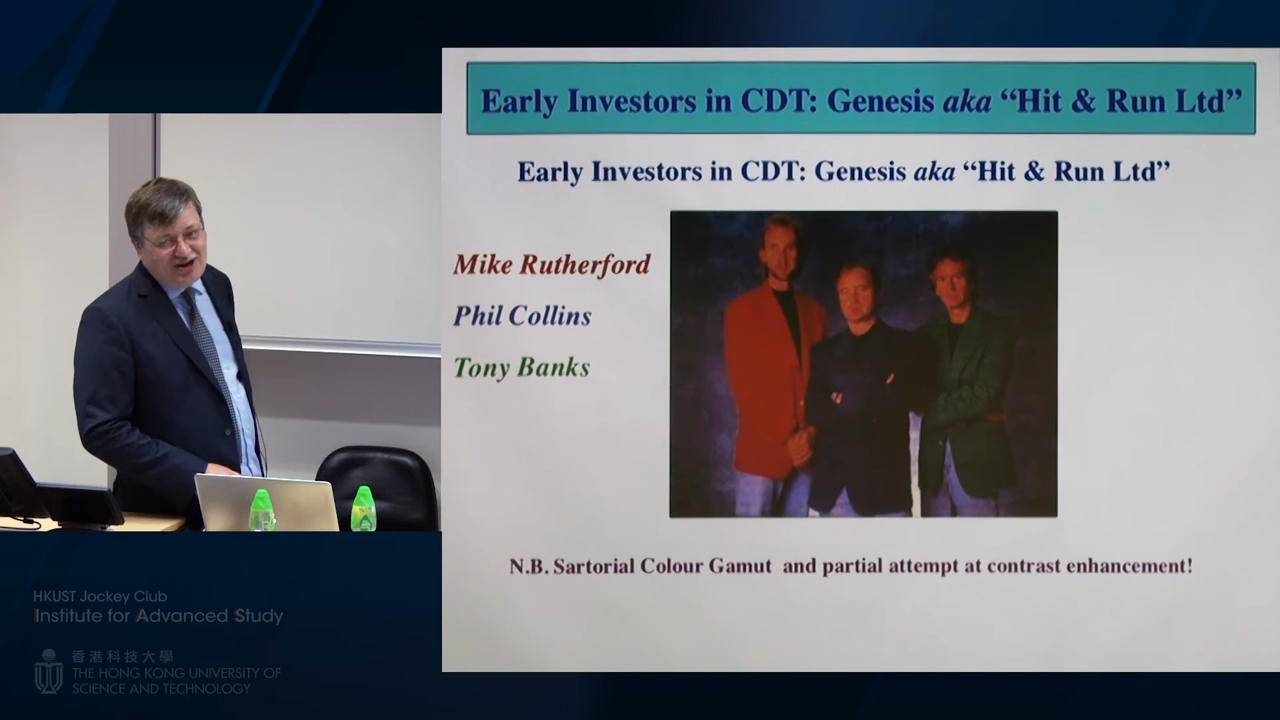 Early Investors in CDT: Genesis aka “Hit & Run Ltd”
Early Investors in CDT: Genesis aka “Hit & Run Ltd”
Mike Rutherford
Phil Collins
Tony Banks
N.B. Sartorial Colour Gamut and partial attempt at contrast enhancement!
HKUST Jockey Club
Institute for Advanced Study
香港科技大學
THE HONG KONG UNIVERSITY OF
SCIENCE AND TECHNOLOGY